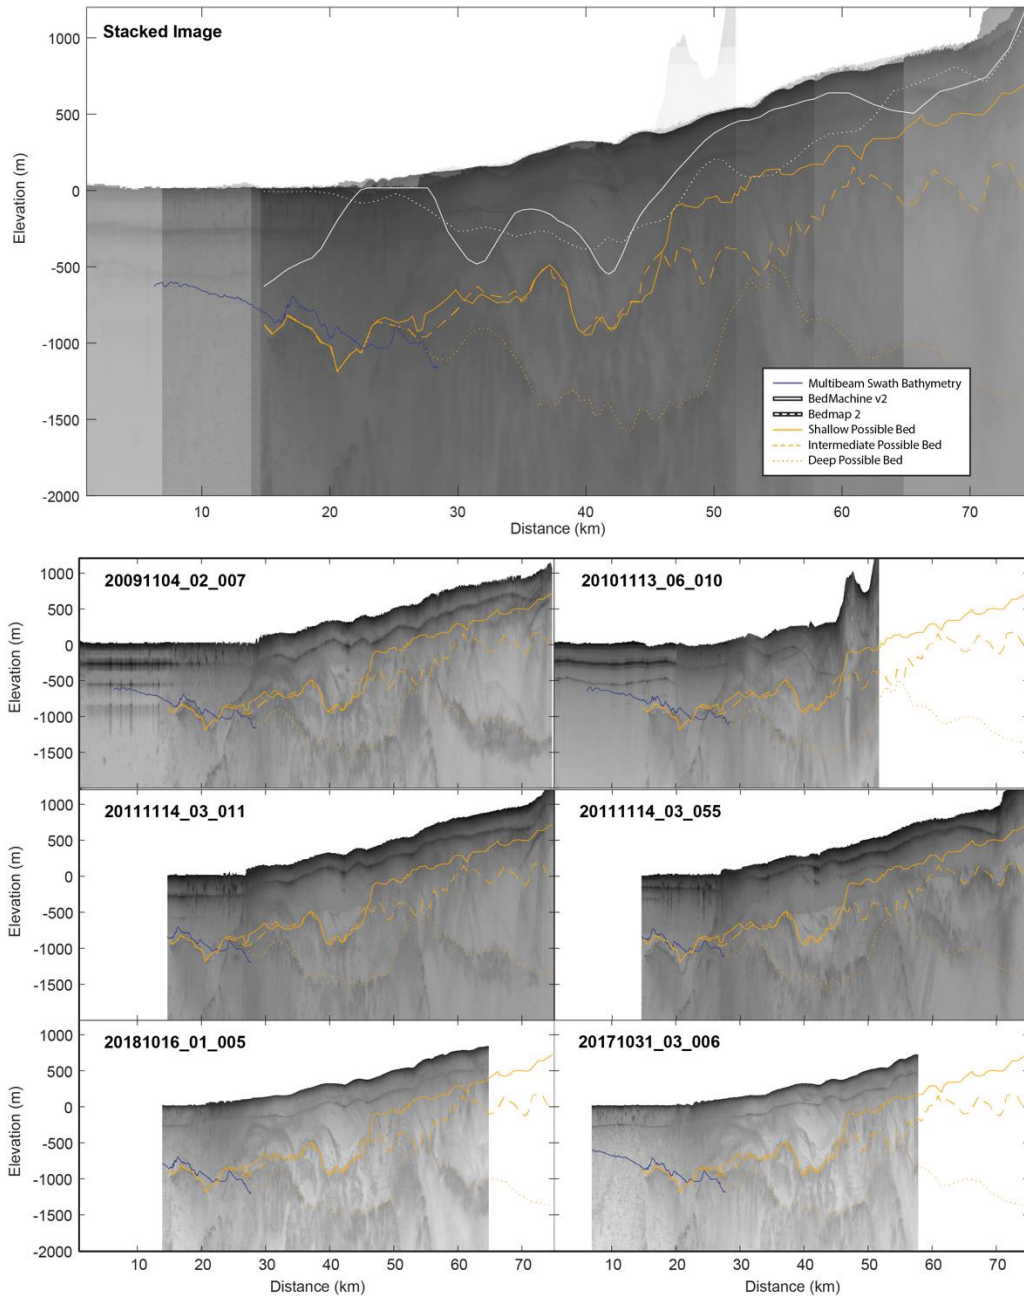 Stacked Image
1000
500
0
-500
-1000
-1500
-2000
Elevation (m)
10 20 30 40 50 60 70
Distance (km)
Multibeam Swath Bathymetry
BedMachine v2
Bedmap 2
Shallow Possible Bed
Intermediate Possible Bed
Deep Possible Bed
20091104_02_007
20101113_06_010
1000
500
0
-500
-1000
-1500
Elevation (m)
20111114_03_011
20111114_03_055
1000
500
0
-500
-1000
-1500
Elevation (m)
20181016_01_005
20171031_03_006
1000
500
0
-500
-1000
-1500
-2000
Elevation (m)
10 20 30 40 50 60 70
10 20 30 40 50 60 70
Distance (km)
Distance (km)